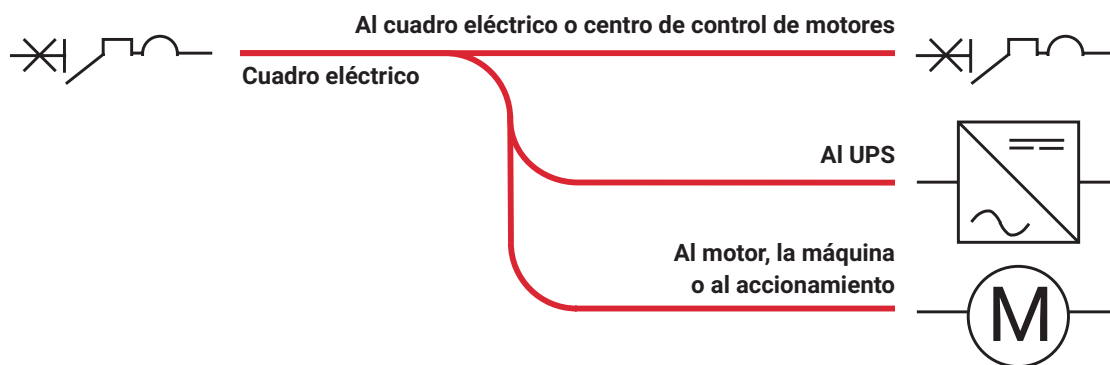 Al cuadro eléctrico o centro de control de motores
Cuadro eléctrico
Al UPS
Al motor, la máquina
o al accionamiento
M